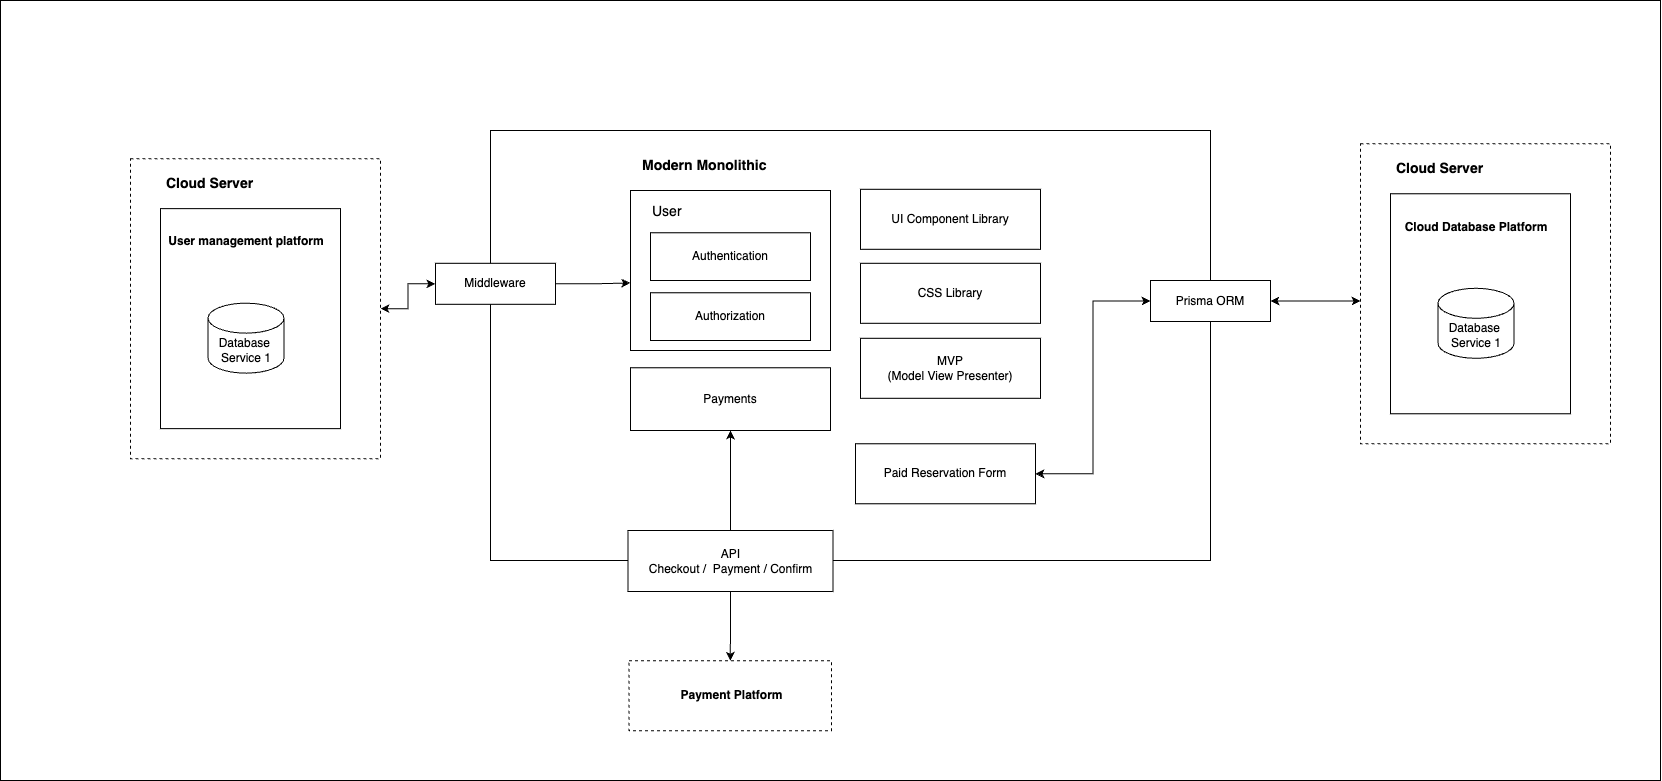 Cloud Server
User management platform
Database
Service 1
Middleware
Modern Monolithic
User
Authentication
Authorization
Payments
UI Component Library
CSS Library
MVP
(Model View Presenter)
Paid Reservation Form
API
Checkout /  Payment / Confirm
Payment Platform
Prisma ORM
Cloud Server
Cloud Database Platform
Database
Service 1